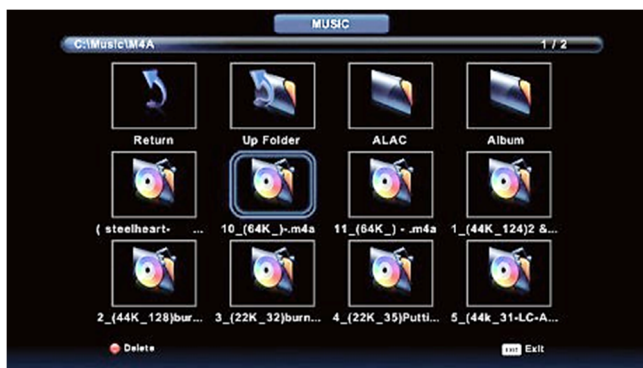 MUSIC
C:\Music\M4A 1 / 2
Return Up Folder ALAC Album
( steelheart- ... 10_(64K_)-.m4a 11_(64K_) - .m4a 1_(44K_124)2 &...
2_(44K_128)bur... 3_(22K_32)burn... 4_(22K_35)Putti... 5_(44k_31-LC-A...
Delete EXIT Exit